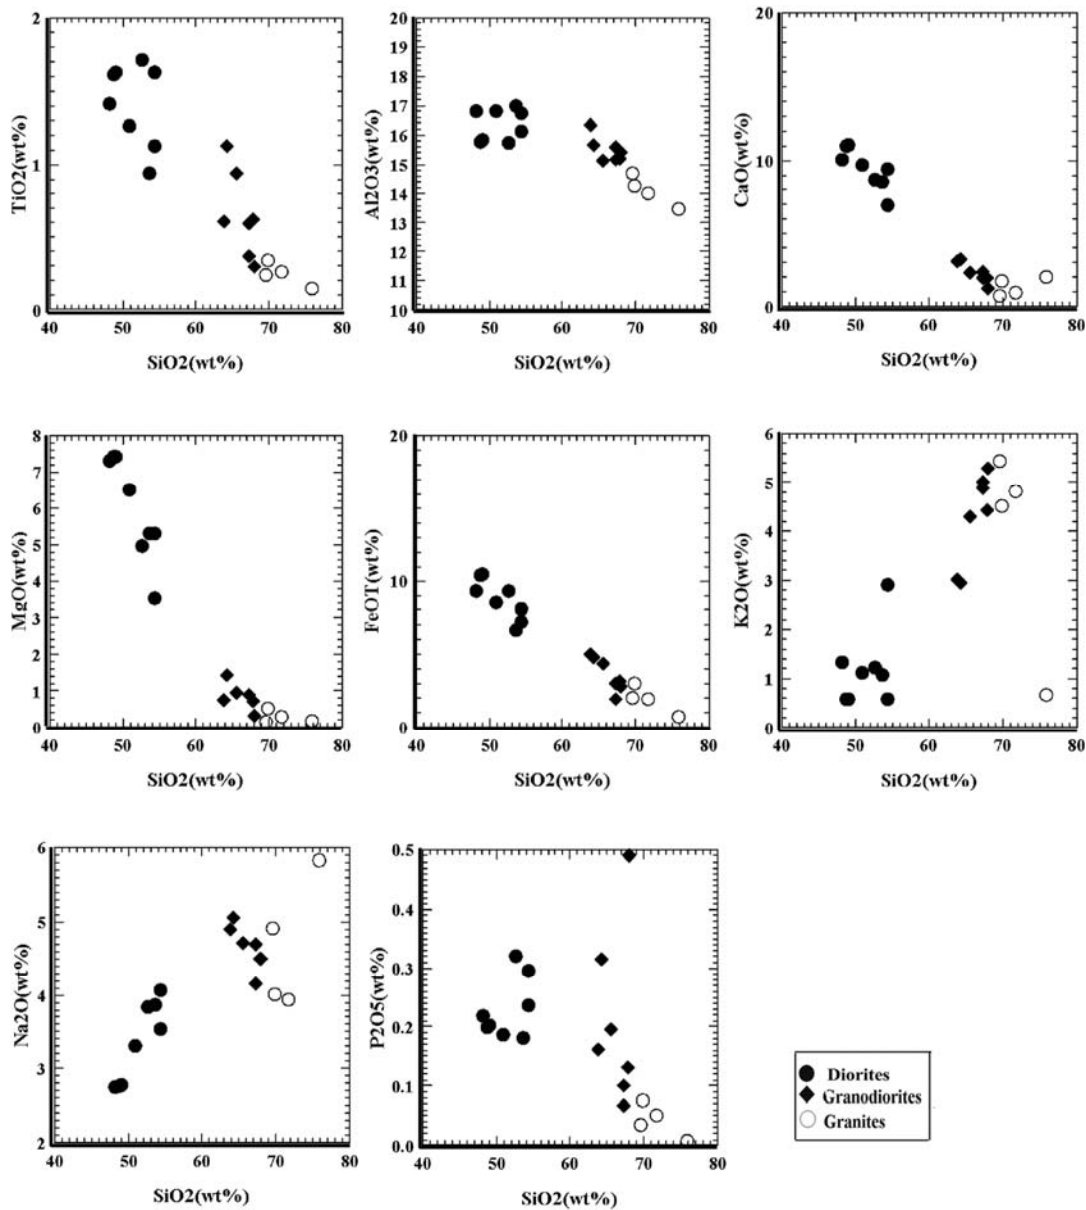 2
1
0
TiO2(wt%)
40 50 60 70 80
SiO2(wt%)
20
19
18
17
16
15
14
13
12
11
10
Al2O3(wt%)
40 50 60 70 80
SiO2(wt%)
20
10
0
CaO(wt%)
40 50 60 70 80
SiO2(wt%)
8
7
6
5
4
3
2
1
0
MgO(wt%)
40 50 60 70 80
SiO2(wt%)
20
10
0
FeOT(wt%)
40 50 60 70 80
SiO2(wt%)
6
5
4
3
2
1
0
K2O(wt%)
40 50 60 70 80
SiO2(wt%)
6
5
4
3
2
Na2O(wt%)
40 50 60 70 80
SiO2(wt%)
0.5
0.4
0.3
0.2
0.1
0.0
P2O5(wt%)
40 50 60 70 80
SiO2(wt%)
Diorites
Granodiorites
Granites